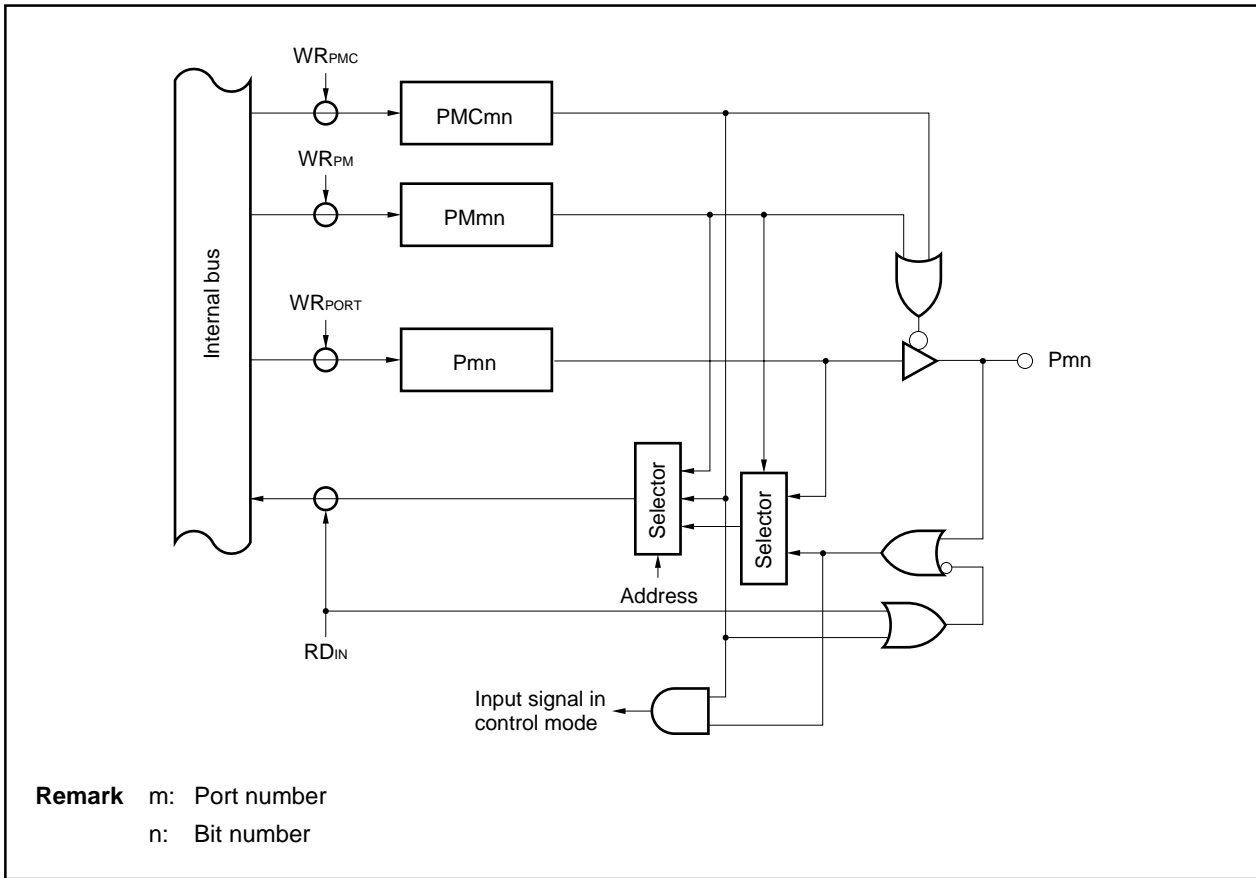 WRPMC
PMCmn
WRPM
PMmn
Internal bus
WRPORT
Pmn
Pmn
Selector
Selector
Address
RDIN
Input signal in
control mode
Remark m: Port number
n: Bit number